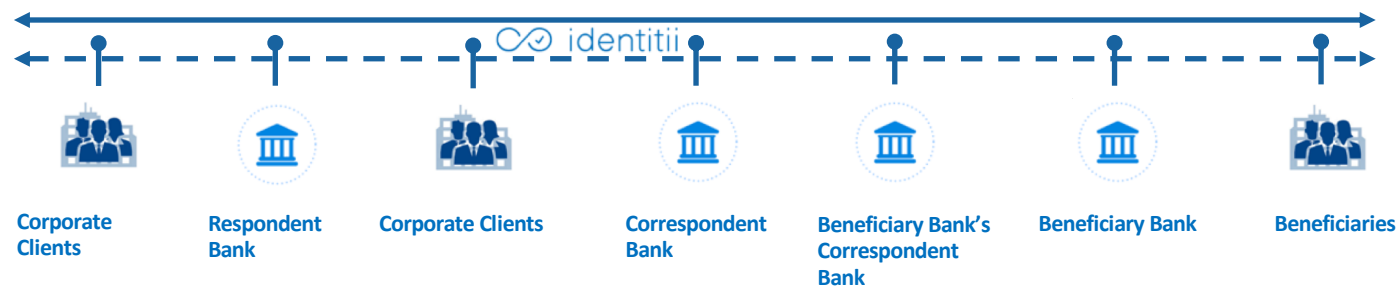 identitii
Corporate
Clients
Respondent
Bank
Corporate Clients
Correspondent
Bank
Beneficiary Bank's
Correspondent
Bank
Beneficiary Bank
Beneficiaries